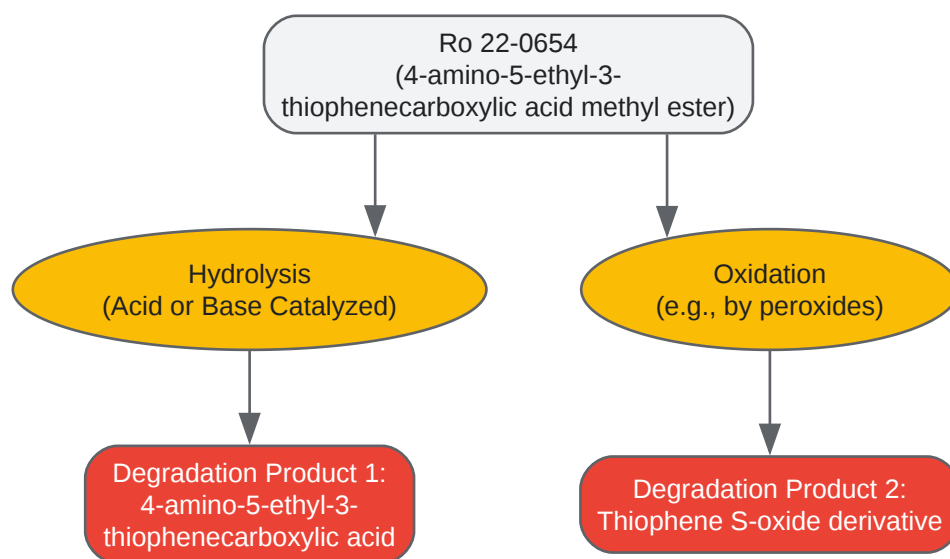 Ro 22-0654
(4-amino-5-ethyl-3-
thiophenecarboxylic acid methyl ester)
Hydrolysis
(Acid or Base Catalyzed)
Oxidation
(e.g., by peroxides)
Degradation Product 1:
4-amino-5-ethyl-3-
thiophenecarboxylic acid
Degradation Product 2:
Thiophene S-oxide derivative